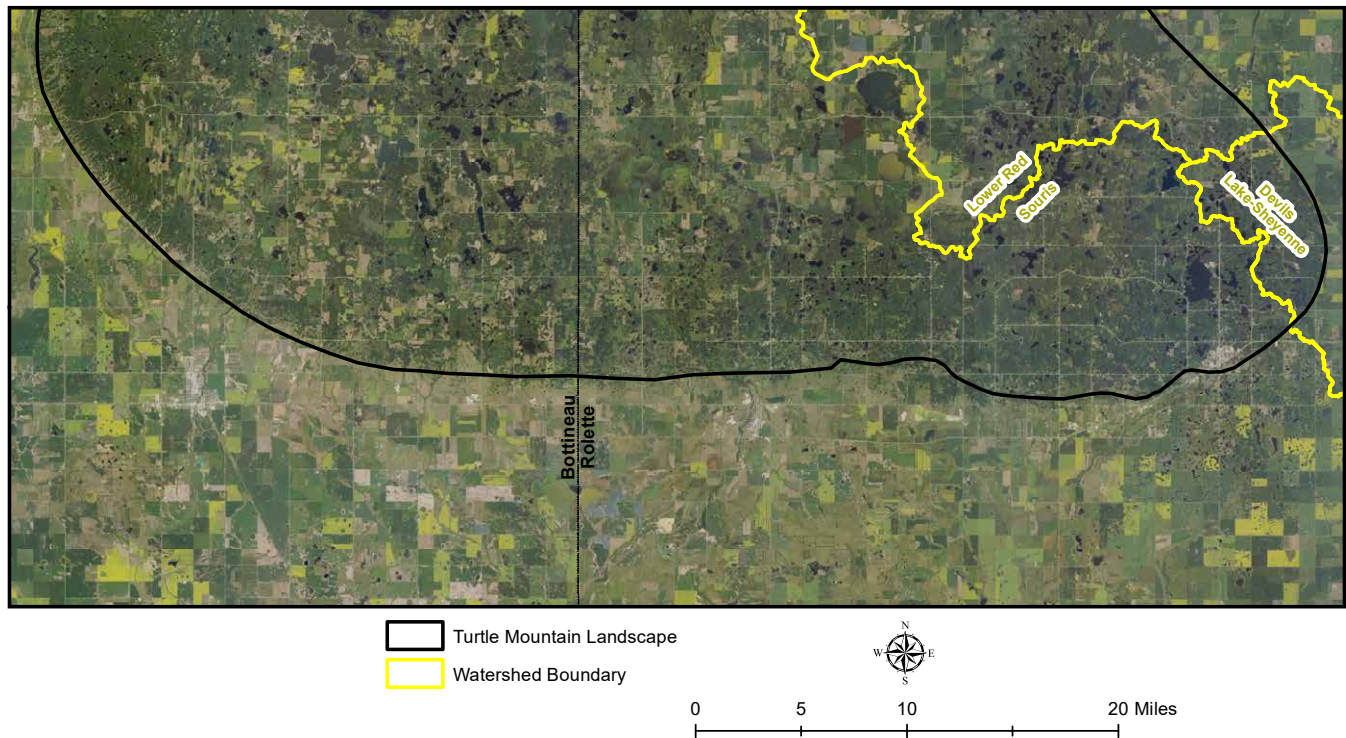 Lower Red
Souris
Devils
Lake-Sheyenne
Bottineau
Rolette
Turtle Mountain Landscape
Watershed Boundary
N
W E
S
0 5 10 20 Miles